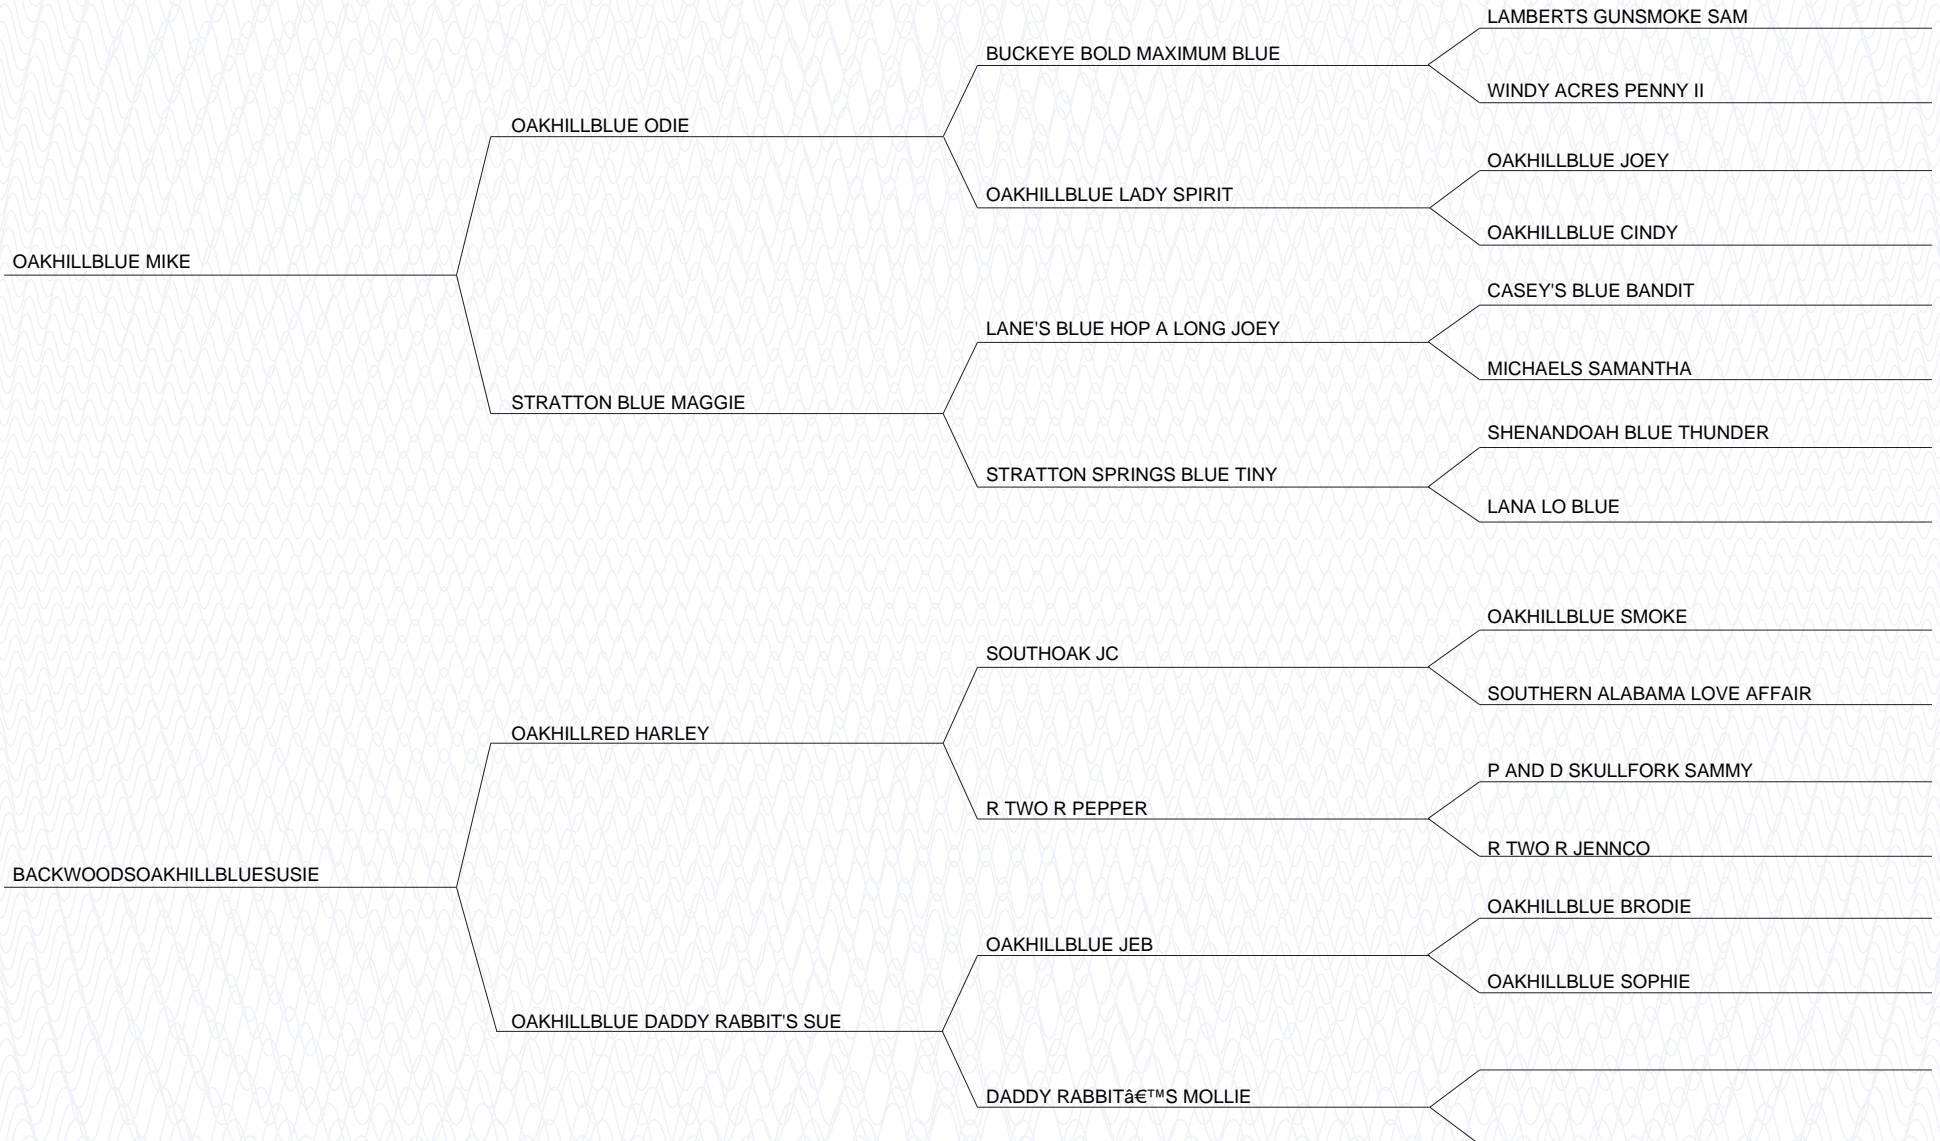 LAMBERTS GUNSMOKE SAM
BUCKEYE BOLD MAXIMUM BLUE
WINDY ACRES PENNY II
OAKHILLBLUE ODIE
OAKHILLBLUE JOEY
OAKHILLBLUE LADY SPIRIT
OAKHILLBLUE CINDY
OAKHILLBLUE MIKE
CASEY'S BLUE BANDIT
LANE'S BLUE HOP A LONG JOEY
MICHAELS SAMANTHA
STRATTON BLUE MAGGIE
SHENANDOAH BLUE THUNDER
STRATTON SPRINGS BLUE TINY
LANA LO BLUE
OAKHILLBLUE SMOKE
SOUTHOAK JC
SOUTHERN ALABAMA LOVE AFFAIR
OAKHILLRED HARLEY
P AND D SKULLFORK SAMMY
R TWO R PEPPER
R TWO R JENNCO
BACKWOODSOAKHILLBLUESUSIE
OAKHILLBLUE BRODIE
OAKHILLBLUE JEB
OAKHILLBLUE SOPHIE
OAKHILLBLUE DADDY RABBIT'S SUE
DADDY RABBITâ€™S MOLLIE